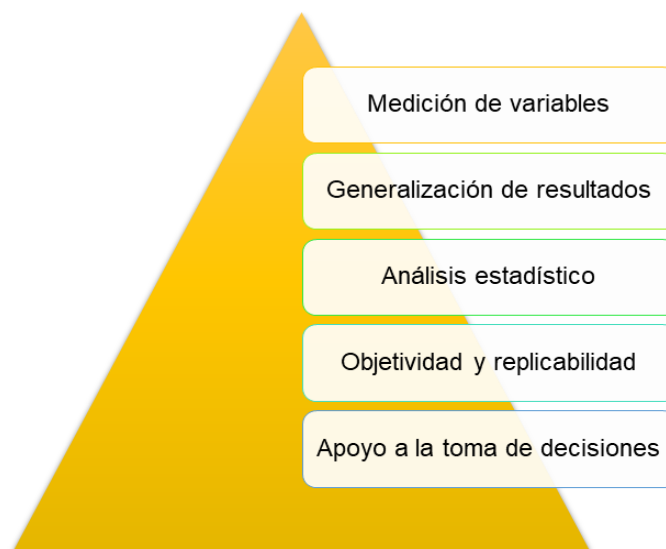 Medición de variables
Generalización de resultados
Análisis estadístico
Objetividad y replicabilidad
Apoyo a la toma de decisiones